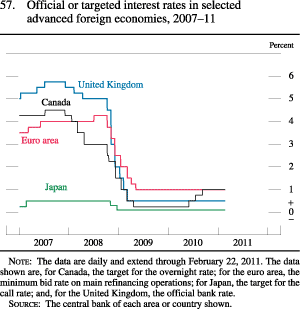 57. Official or targeted interest rates in selected
advanced foreign economies, 2007–11
Percent
United Kingdom
Canada
Euro area
Japan
6
5
4
3
2
1
+
0
–
2007 2008 2009 2010 2011
NOTE: The data are daily and extend through February 22, 2011. The data
shown are, for Canada, the target for the overnight rate; for the euro area, the
minimum bid rate on main refinancing operations; for Japan, the target for the
call rate; and, for the United Kingdom, the official bank rate.
SOURCE: The central bank of each area or country shown.